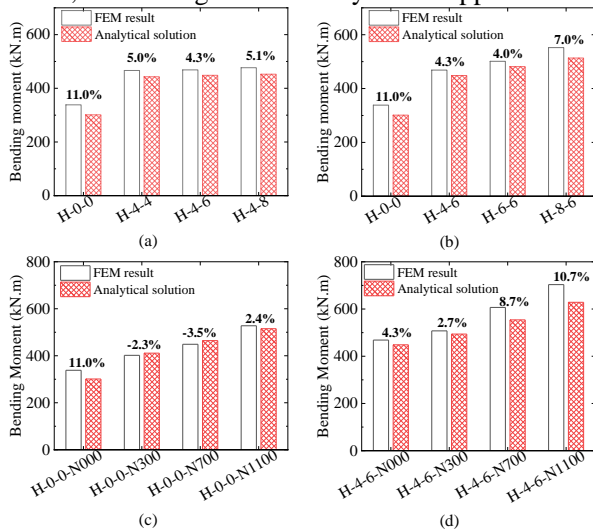 FEM result
Analytical solution
Bending moment (kN.m)
600
400
200
0
11.0%
5.0%
4.3%
5.1%
H-0-0
H-4-4
H-4-6
H-4-8
(a)
FEM result
Analytical solution
Bending moment (kN.m)
600
400
200
0
11.0%
4.3%
4.0%
7.0%
H-0-0
H-4-6
H-6-6
H-8-6
(b)
FEM result
Analytical solution
Bending Moment (kN.m)
800
600
400
200
0
11.0%
-2.3%
-3.5%
2.4%
H-0-0-N000
H-0-0-N300
H-0-0-N700
H-0-0-N1100
(c)
FEM result
Analytical solution
Bending Moment (kN.m)
800
600
400
200
0
4.3%
2.7%
8.7%
10.7%
H-4-6-N000
H-4-6-N300
H-4-6-N700
H-4-6-N1100
(d)